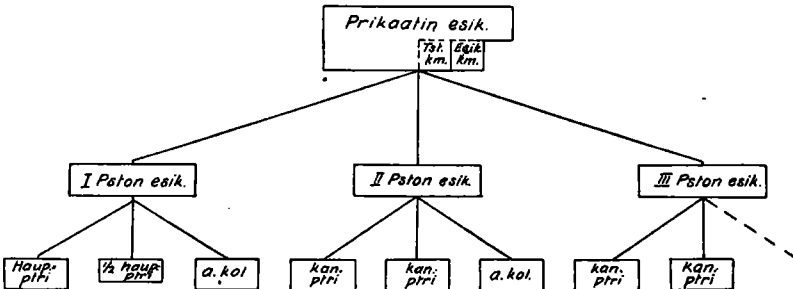 Prikaatin esik.
Tst. Esik.
km. km.
I Pston esik.
II Pston esik.
III Pston esik.
Haup.- ½ haup.- a. kol kan. kan. a. kol. kan. kan.
ptri ptri ptri ptri ptri ptri